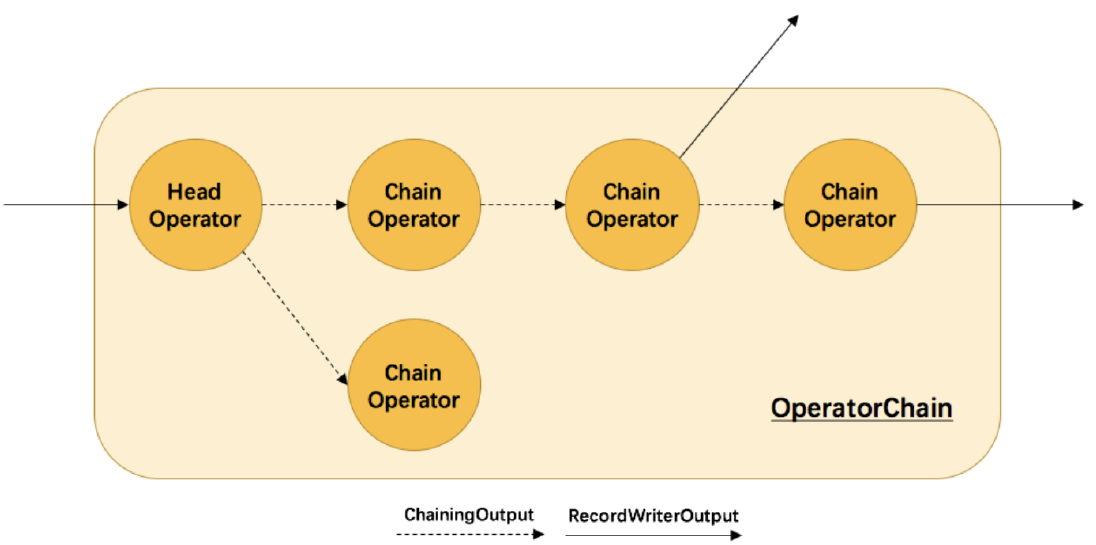 Head
Operator
Chain
Operator
Chain
Operator
Chain
Operator
Chain
Operator
OperatorChain
ChainingOutput
RecordWriterOutput